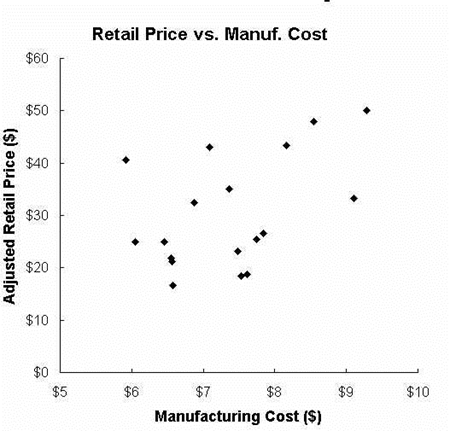 Retail Price vs. Manuf. Cost
$60
$50
$40
$30
$20
$10
$0
Adjusted Retail Price ($)
$5 $6 $7 $8 $9 $10
Manufacturing Cost ($)